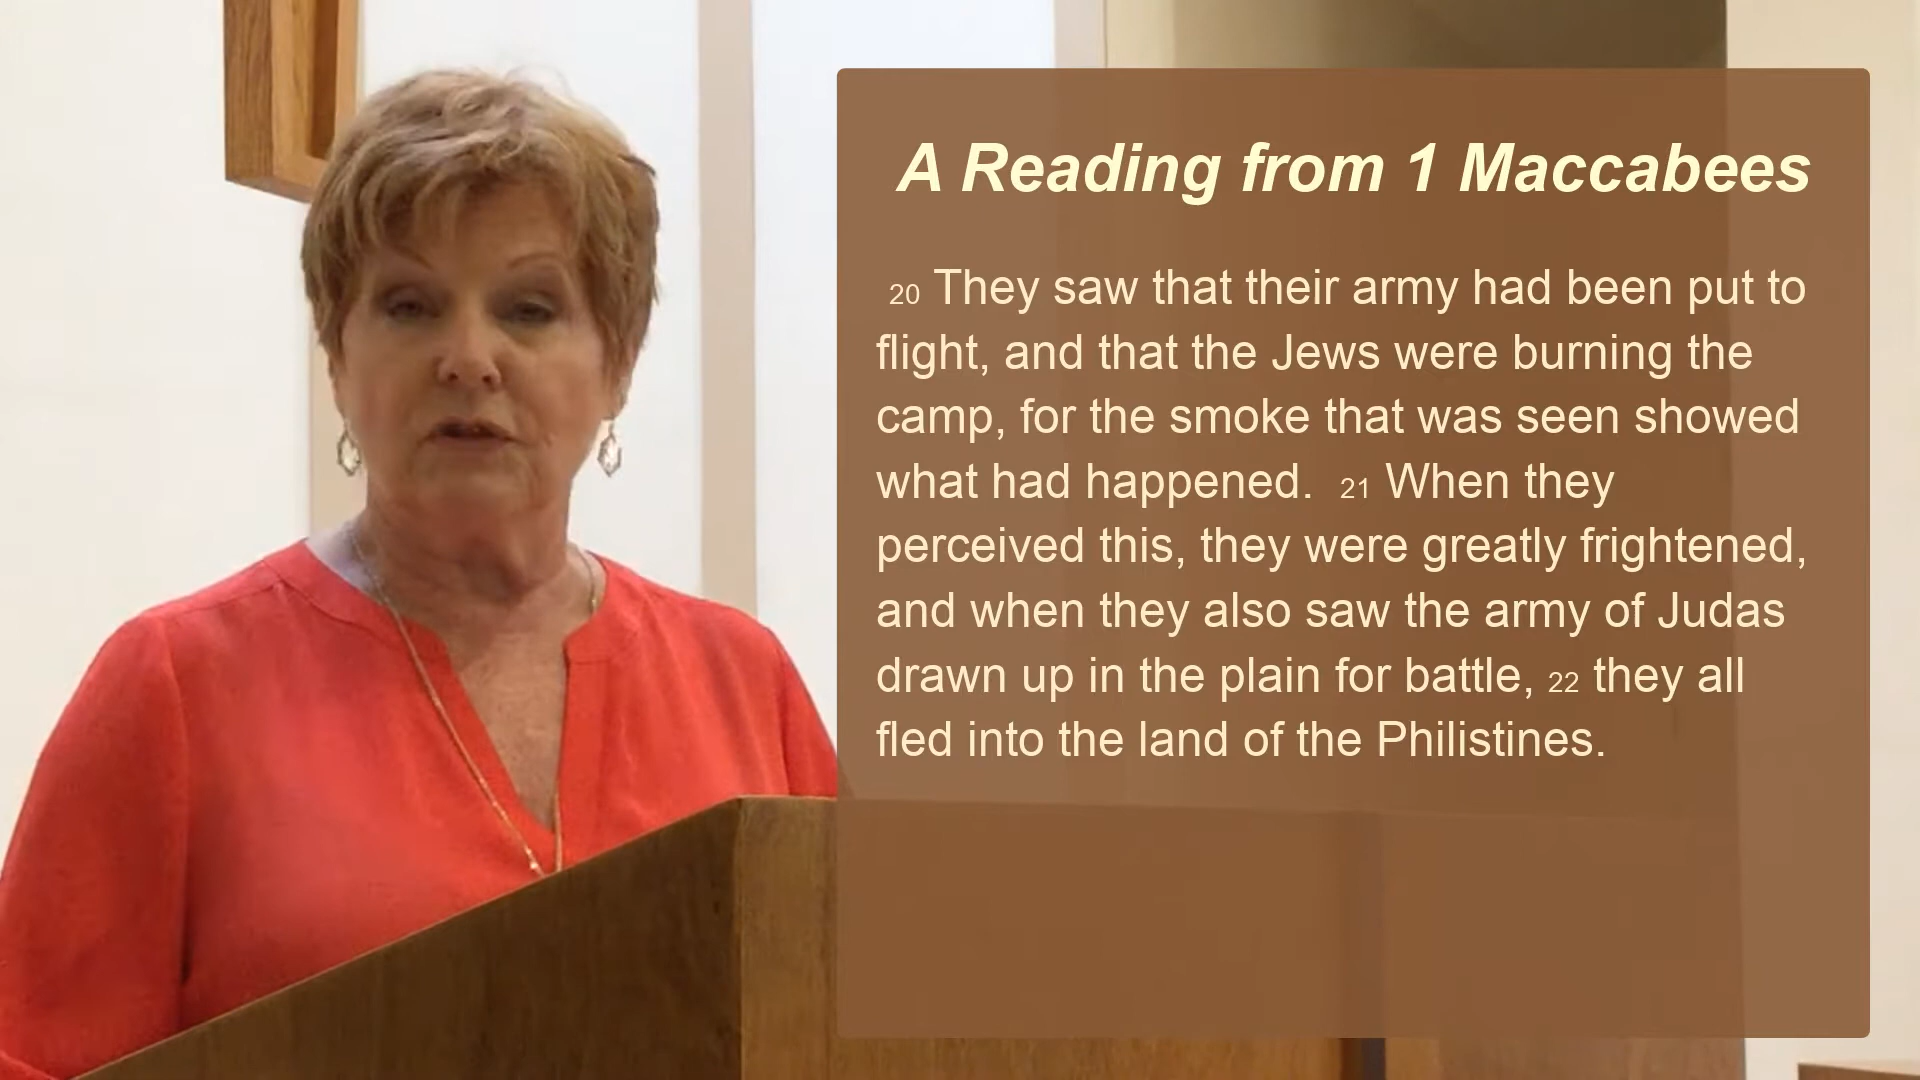 A Reading from 1 Maccabees
20 They saw that their army had been put to
flight, and that the Jews were burning the
camp, for the smoke that was seen showed
what had happened. 21 When they
perceived this, they were greatly frightened,
and when they also saw the army of Judas
drawn up in the plain for battle, 22 they all
fled into the land of the Philistines.